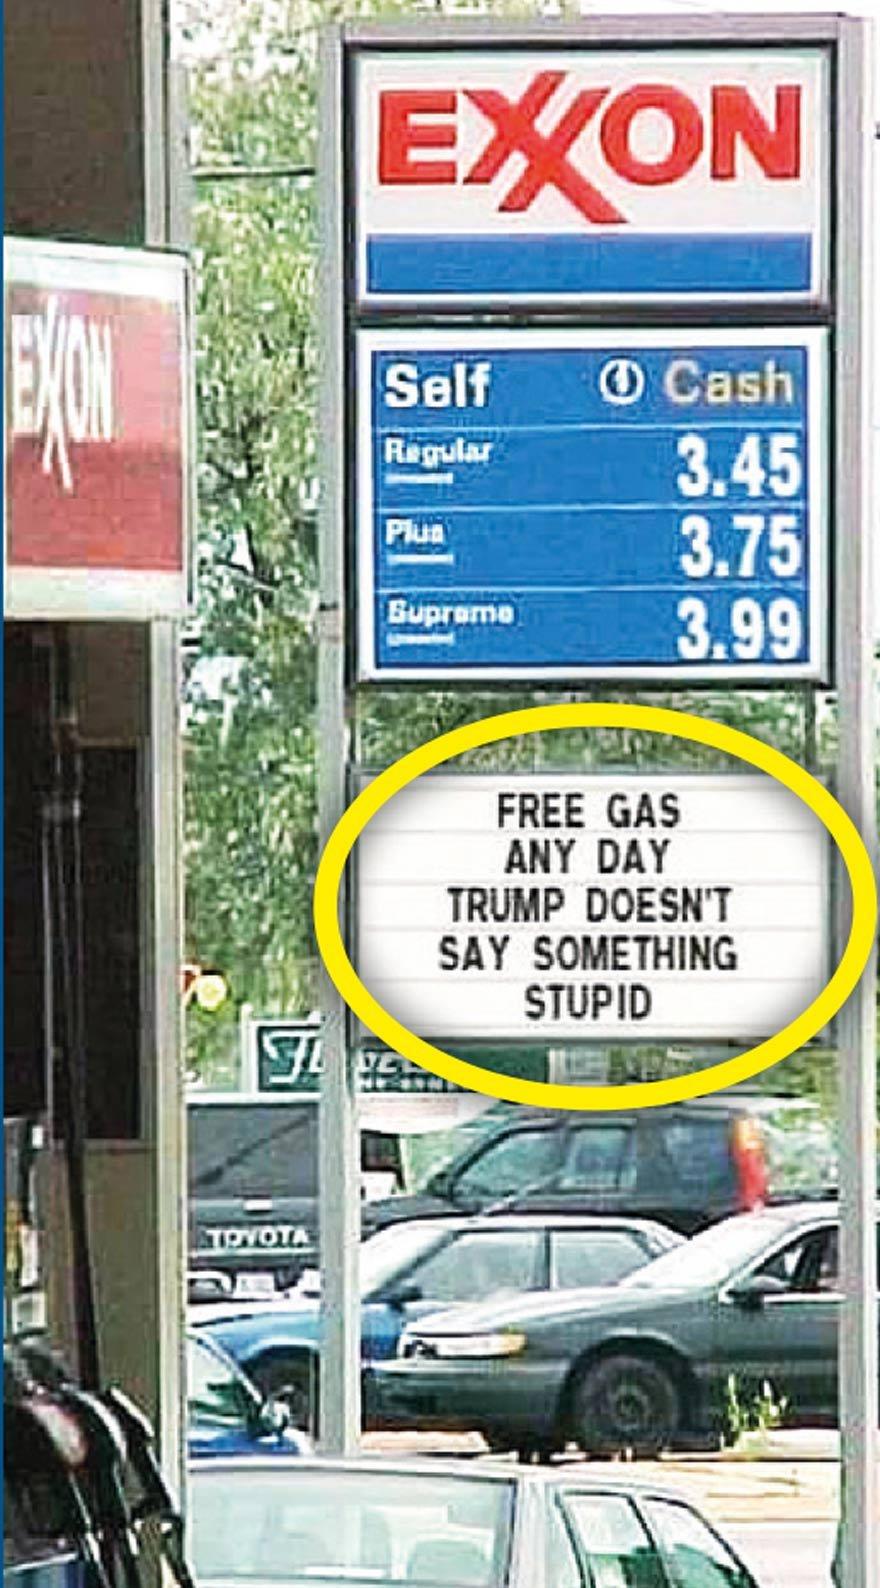 EXXON
EXXON
Self Cash
Regular 3.45
Plus 3.75
Supreme 3.99
FREE GAS
ANY DAY
TRUMP DOESN'T
SAY SOMETHING
STUPID
TOYOTA